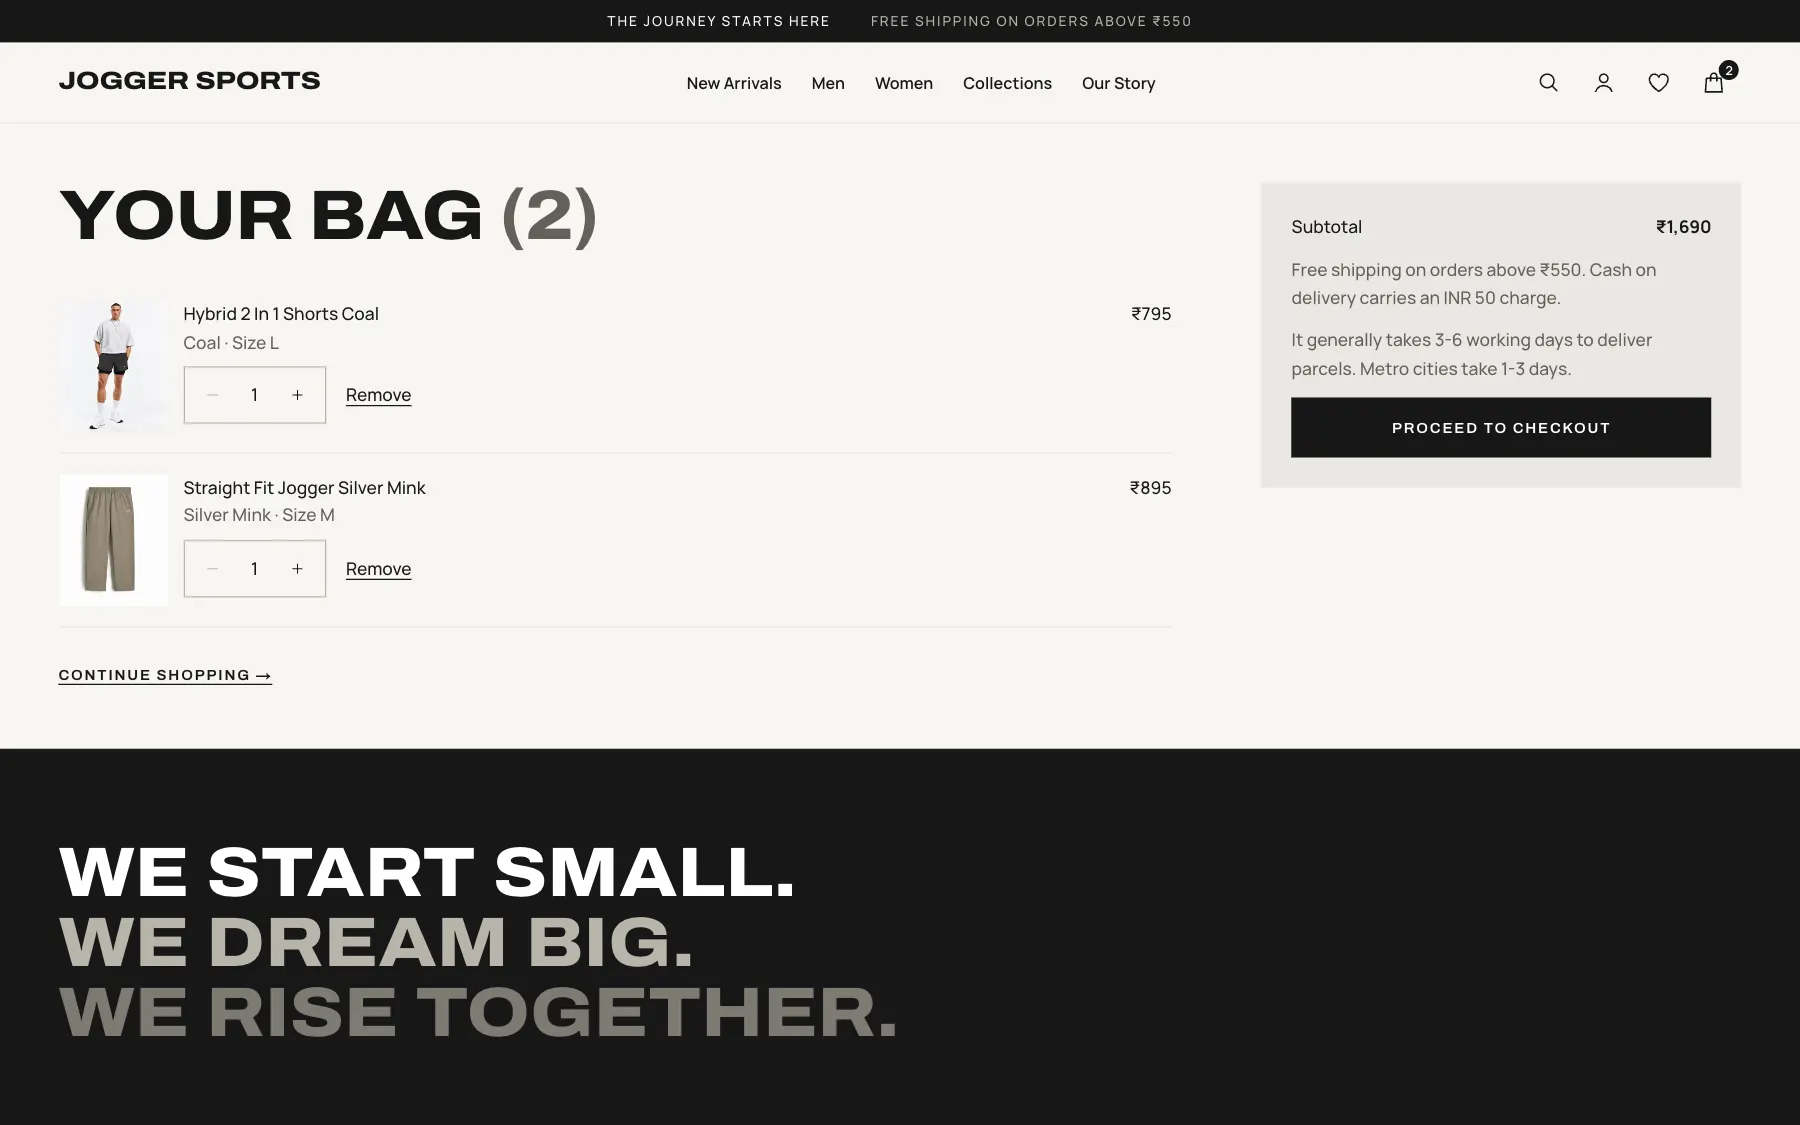 THE JOURNEY STARTS HERE FREE SHIPPING ON ORDERS ABOVE ₹550
JOGGER SPORTS
New Arrivals Men Women Collections Our Story
2
YOUR BAG (2)
Hybrid 2 In 1 Shorts Coal ₹795
Coal · Size L
− 1 + Remove
Straight Fit Jogger Silver Mink ₹895
Silver Mink · Size M
− 1 + Remove
CONTINUE SHOPPING →
Subtotal ₹1,690
Free shipping on orders above ₹550. Cash on
delivery carries an INR 50 charge.
It generally takes 3-6 working days to deliver
parcels. Metro cities take 1-3 days.
PROCEED TO CHECKOUT
WE START SMALL.
WE DREAM BIG.
WE RISE TOGETHER.